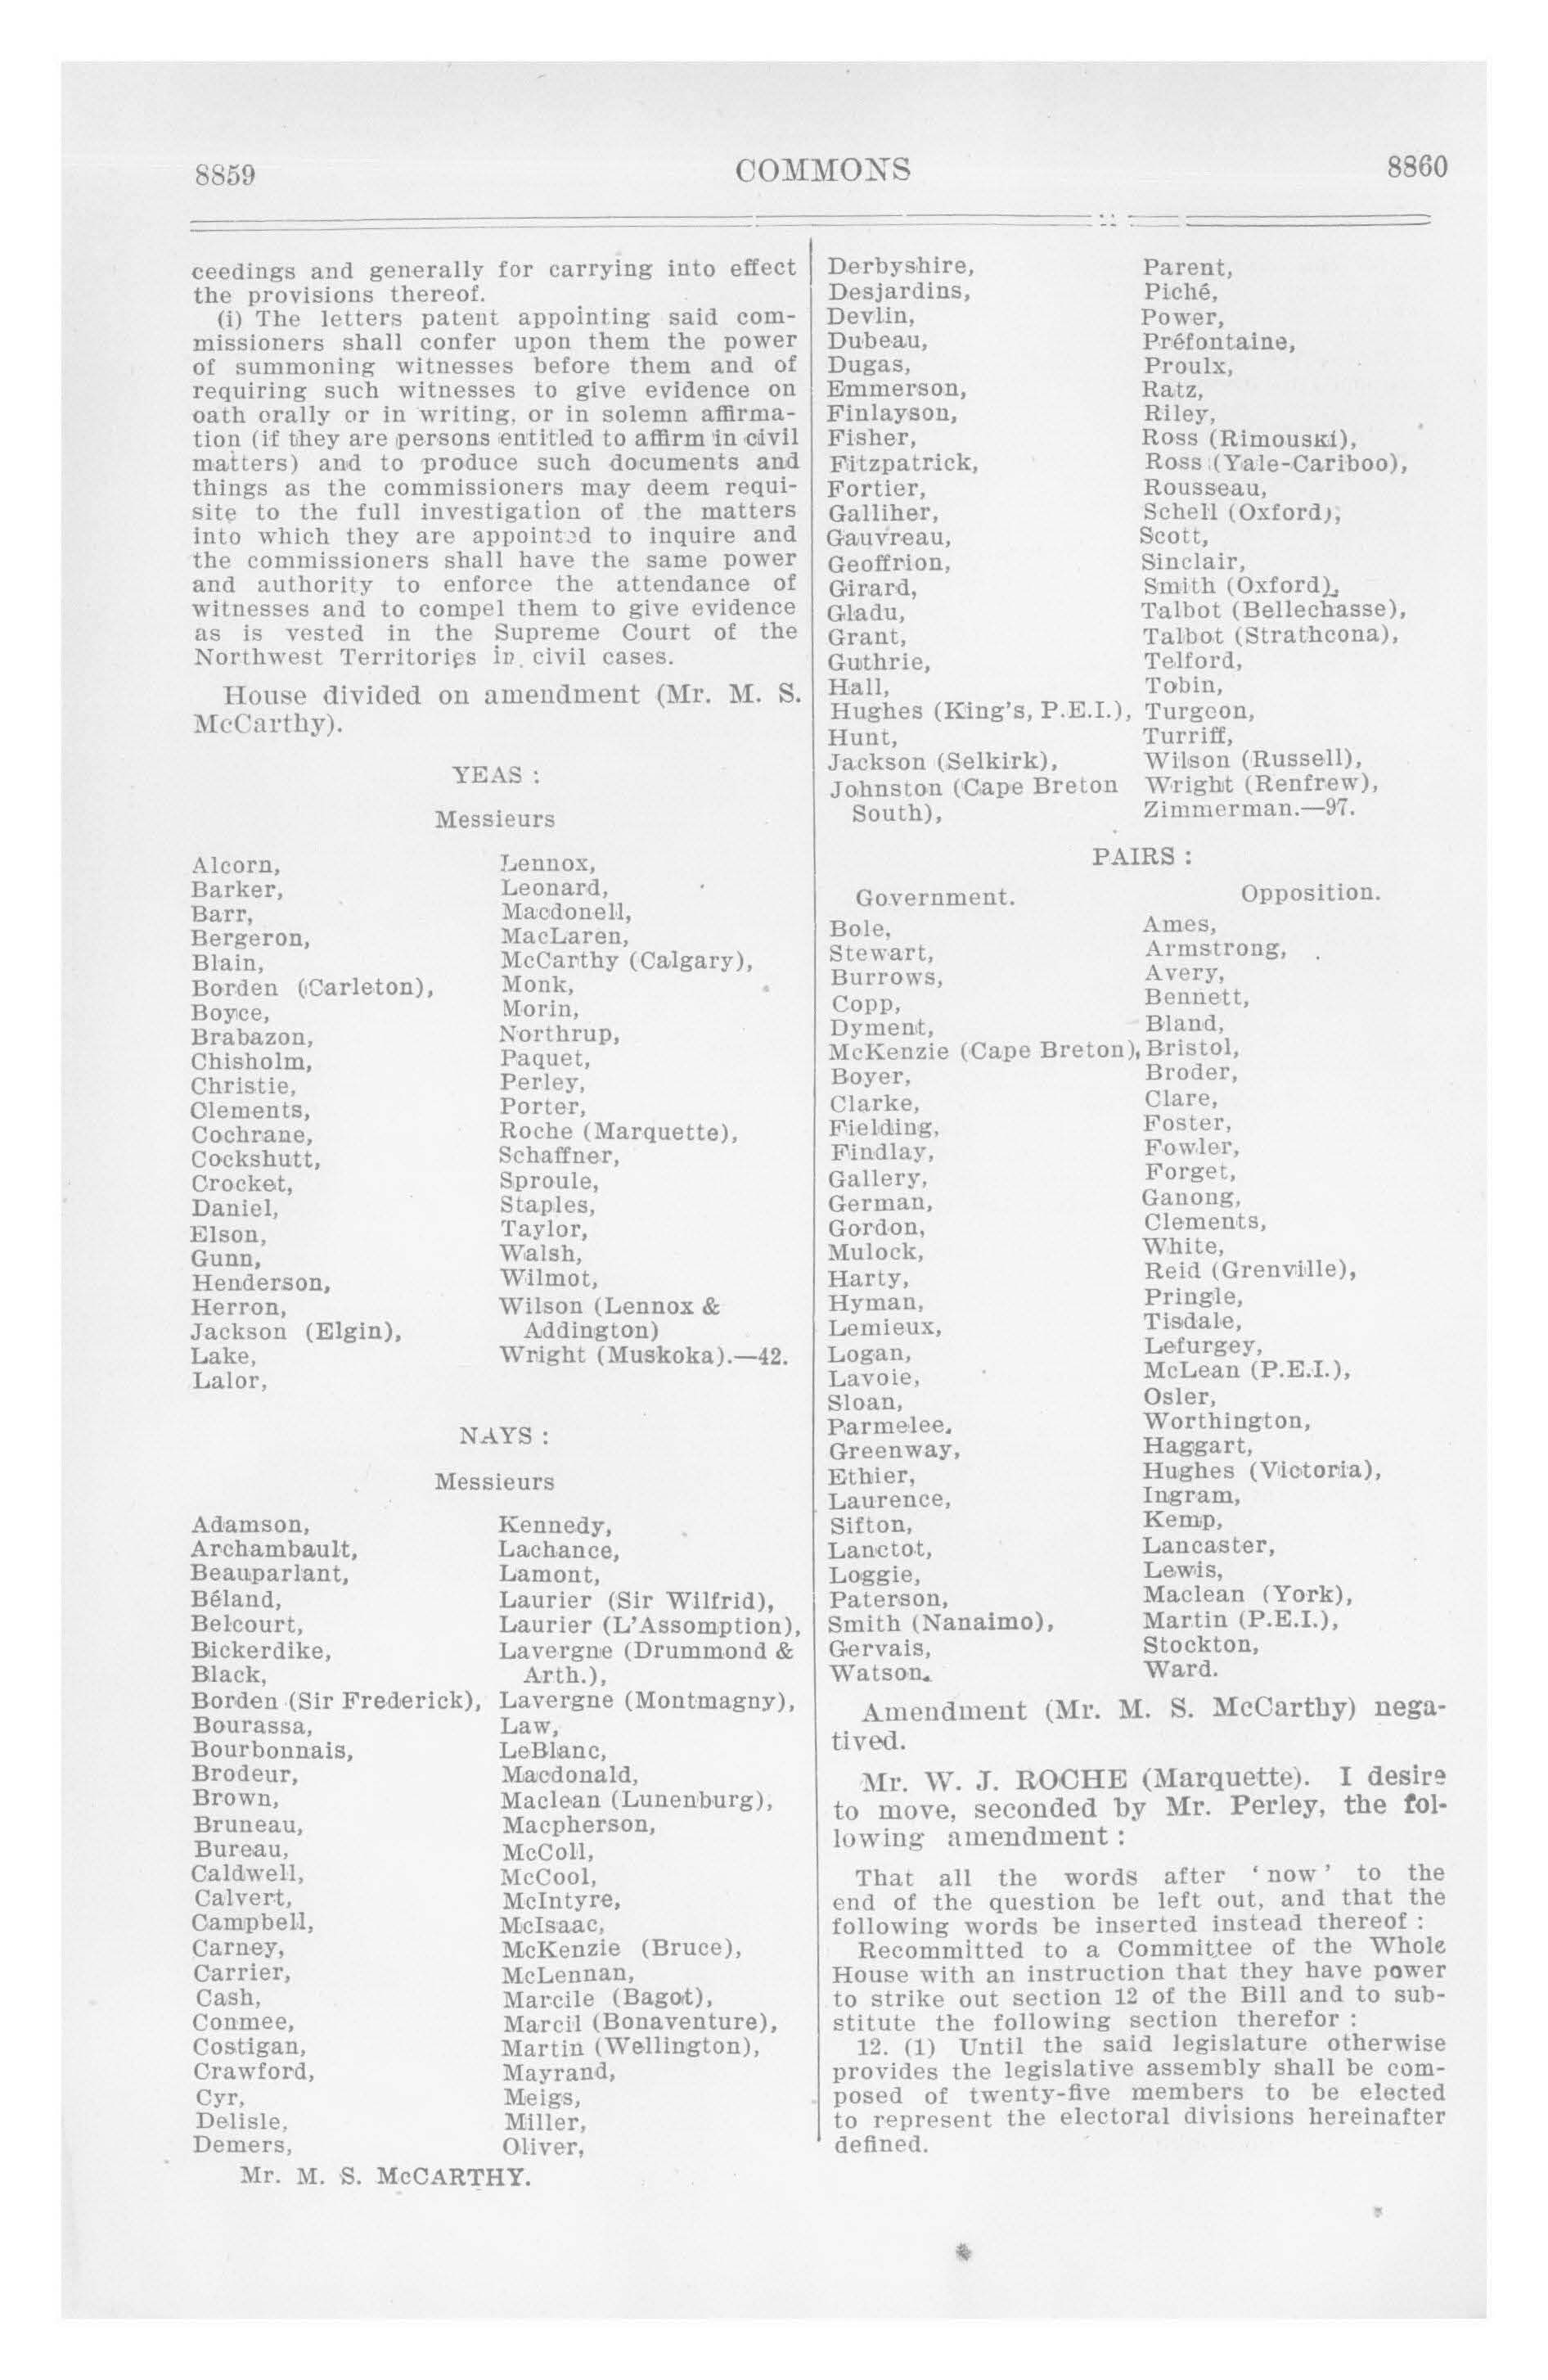 8859
COMMONS
8860
ceedings and generally for carrying into effect
the provisions thereof.
(i) The letters patent appointing said com-
missioners shall confer upon them the power
of summoning witnesses before them and of
requiring such witnesses to give evidence on
oath orally or in writing, or in solemn affirma-
tion (if they are persons entitled to affirm in civil
matters) and to produce such documents and
things as the commissioners may deem requi-
site to the full investigation of the matters
into which they are appointed to inquire and
the commissioners shall have the same power
and authority to enforce the attendance of
witnesses and to compel them to give evidence
as is vested in the Supreme Court of the
Northwest Territories in civil cases.
House divided on amendment (Mr. M. S.
McCarthy).
YEAS :
Messieurs
Alcorn,
Barker,
Barr,
Bergeron,
Blain,
Borden (Carleton),
Boyce,
Brabazon,
Chisholm,
Christie,
Clements,
Cochrane,
Cockshutt,
Crocket,
Daniel,
Elson,
Gunn,
Henderson,
Herron,
Jackson (Elgin),
Lake,
Lalor,
Lennox,
Leonard,
Macdonell,
MacLaren,
McCarthy (Calgary),
Monk,
Morin,
Northrup,
Paquet,
Perley,
Porter,
Roche (Marquette),
Schaffner,
Sproule,
Staples,
Taylor,
Walsh,
Wilmot,
Wilson (Lennox &
Addington)
Wright (Muskoka).—42.
NAYS :
Messieurs
Adamson,
Archambault,
Beauparlant,
Béland,
Belcourt,
Bickerdike,
Black,
Borden (Sir Frederick),
Bourassa,
Bourbonnais,
Brodeur,
Brown,
Bruneau,
Bureau,
Caldwell,
Calvert,
Campbell,
Carney,
Carrier,
Cash,
Conmee,
Costigan,
Crawford,
Cyr,
Delisle,
Demers,
Kennedy,
Lachance,
Lamont,
Laurier (Sir Wilfrid),
Laurier (L'Assomption),
Lavergne (Drummond &
Arth.),
Lavergne (Montmagny),
Law,
LeBlanc,
Macdonald,
Maclean (Lunenburg),
Macpherson,
McColl,
McCool,
McIntyre,
McIsaac,
McKenzie (Bruce),
McLennan,
Marcile (Bagot),
Marcil (Bonaventure),
Martin (Wellington),
Mayrand,
Meigs,
Miller,
Oliver,
Mr. M. S. McCARTHY.
Derbyshire,
Desjardins,
Devlin,
Dubeau,
Dugas,
Emmerson,
Finlayson,
Fisher,
Fitzpatrick,
Fortier,
Galliher,
Gauvreau,
Geoffrion,
Girard,
Gladu,
Grant,
Guthrie,
Hall,
Hughes (King's, P.E.I.),
Hunt,
Jackson (Selkirk),
Johnston (Cape Breton
South),
Parent,
Piché,
Power,
Préfontaine,
Proulx,
Ratz,
Riley,
Ross (Rimouski),
Ross (Yale-Cariboo),
Rousseau,
Schell (Oxford),
Scott,
Sinclair,
Smith (Oxford),
Talbot (Bellechasse),
Talbot (Strathcona),
Telford,
Tobin,
Turgeon,
Turriff,
Wilson (Russell),
Wright (Renfrew),
Zimmerman.—97.
PAIRS :
Government.
Opposition.
Bole,
Ames,
Stewart,
Armstrong,
Burrows,
Avery,
Copp,
Bennett,
Dyment,
Bland,
McKenzie (Cape Breton),
Bristol,
Boyer,
Broder,
Clarke,
Clare,
Fielding,
Foster,
Findlay,
Fowler,
Gallery,
Forget,
German,
Ganong,
Gordon,
Clements,
Mulock,
White,
Harty,
Reid (Grenville),
Hyman,
Pringle,
Lemieux,
Tisdale,
Logan,
Lefurgey,
Lavoie,
McLean (P.E.I.),
Sloan,
Osler,
Parmelee,
Worthington,
Greenway,
Haggart,
Ethier,
Hughes (Victoria),
Laurence,
Ingram,
Sifton,
Kemp,
Lanctot,
Lancaster,
Loggie,
Lewis,
Paterson,
Maclean (York),
Smith (Nanaimo),
Martin (P.E.I.),
Gervais,
Stockton,
Watson.
Ward.
Amendment (Mr. M. S. McCarthy) nega-
tived.
Mr. W. J. ROCHE (Marquette). I desire
to move, seconded by Mr. Perley, the fol-
lowing amendment :
That all the words after ' now ' to the
end of the question be left out, and that the
following words be inserted instead thereof :
Recommitted to a Committee of the Whole
House with an instruction that they have power
to strike out section 12 of the Bill and to sub-
stitute the following section therefor :
12. (1) Until the said legislature otherwise
provides the legislative assembly shall be com-
posed of twenty-five members to be elected
to represent the electoral divisions hereinafter
defined.